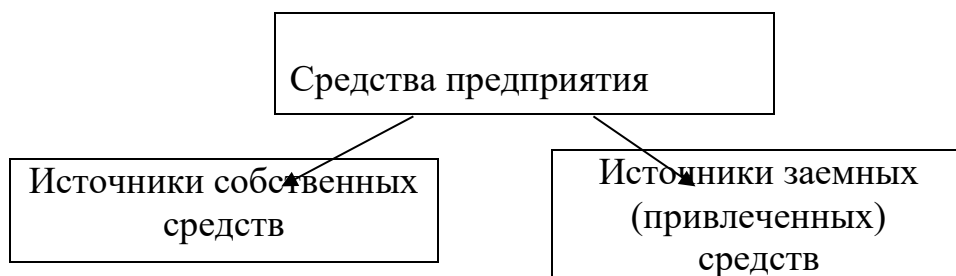 Средства предприятия
Источники собственных
средств
Источники заемных
(привлеченных)
средств